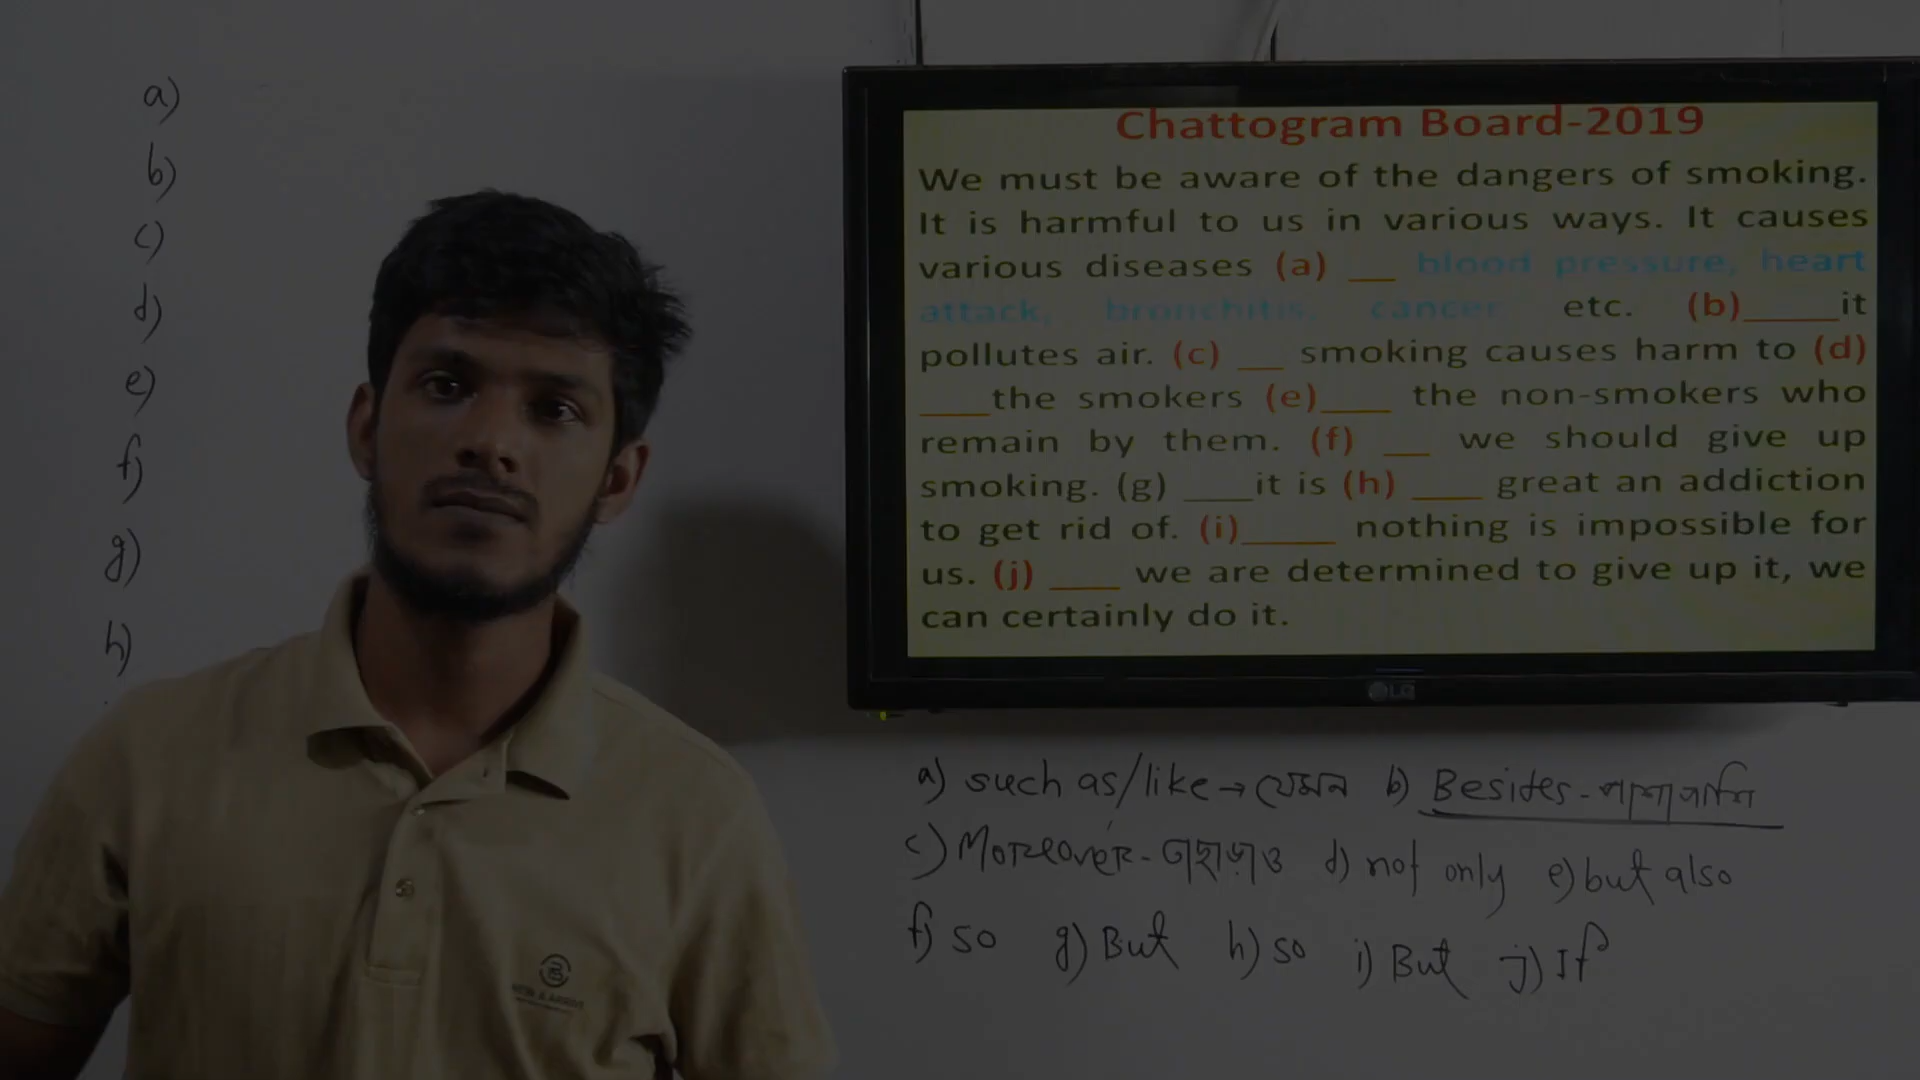 a)
b)
c)
d)
e)
f)
g)
h)
Chattogram Board-2019
We must be aware of the dangers of smoking.
It is harmful to us in various ways. It causes
various diseases (a) __ blood pressure, heart
attack, bronchitis, cancer etc. (b)____it
pollutes air. (c) __ smoking causes harm to (d)
___the smokers (e)___ the non-smokers who
remain by them. (f) __ we should give up
smoking. (g) ___it is (h) ___ great an addiction
to get rid of. (i)____ nothing is impossible for
us. (j) ___ we are determined to give up it, we
can certainly do it.
LG
a) such as/like → যেমন b) Besides - পাশাপাশি
c) Moreover - তাছাড়াও d) not only e) but also
f) so g) But h) so i) But j) If